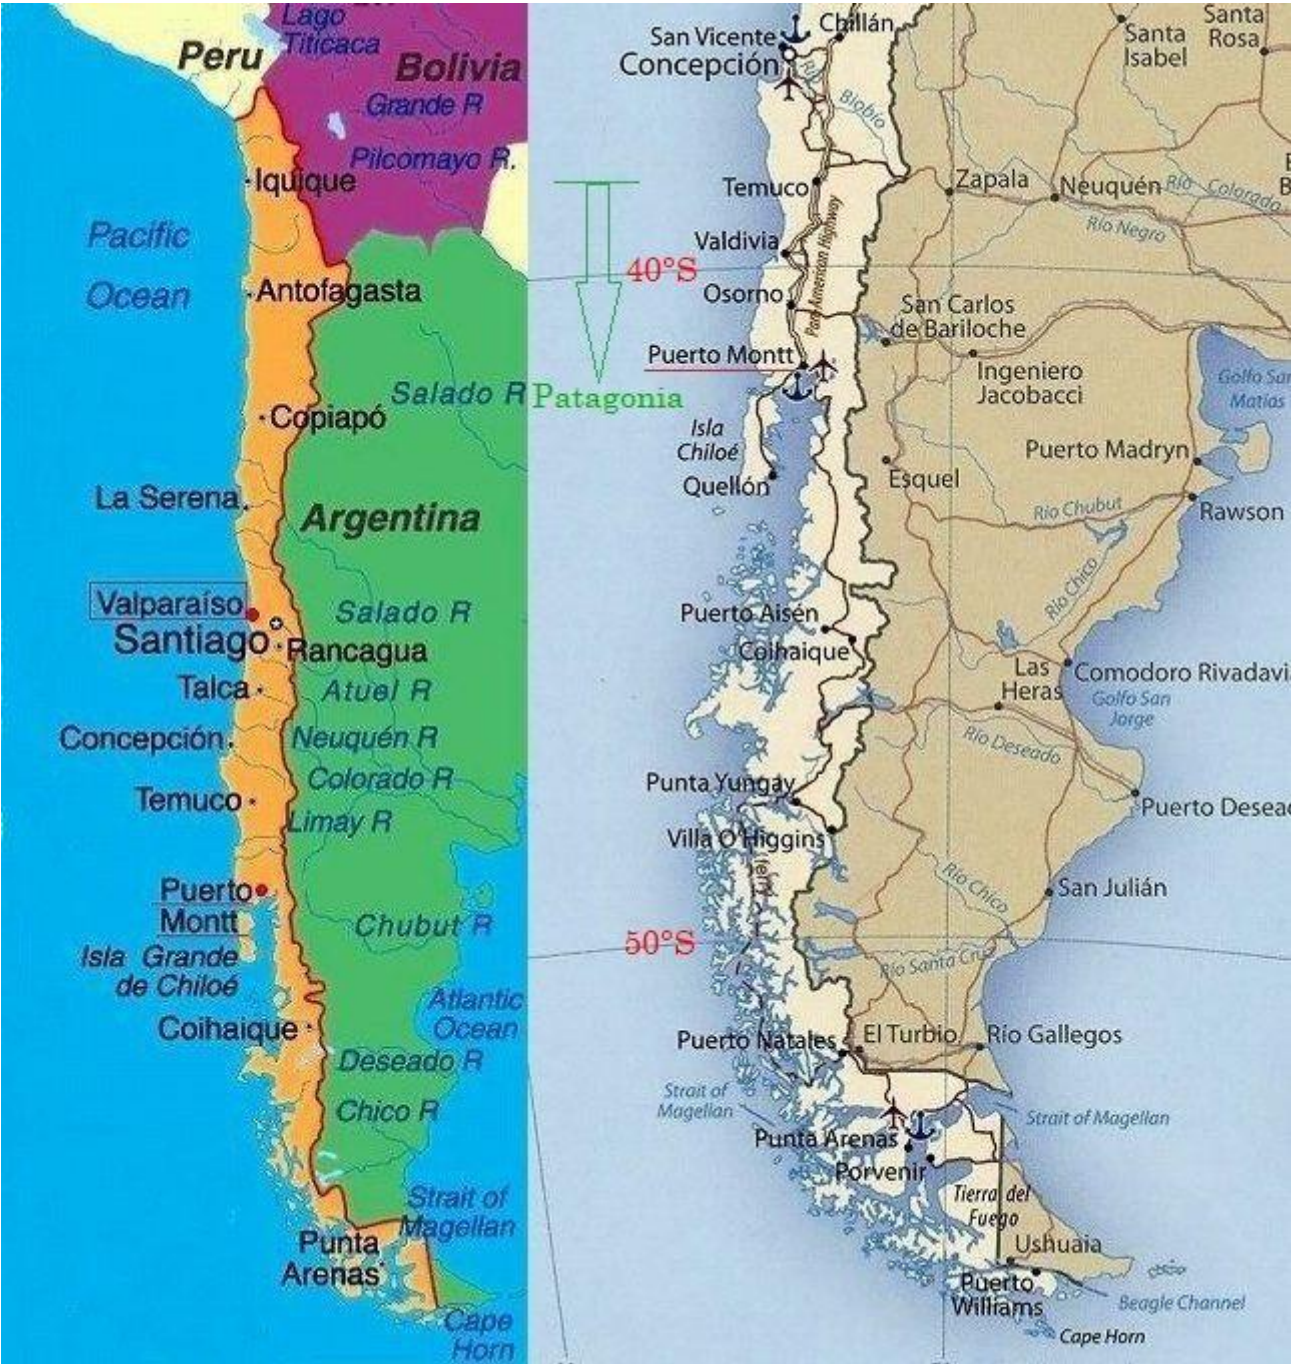 Lago
Titicaca
Peru
Bolivia
Grande R
Pilcomayo R.
Iquique
Pacific
Ocean
Antofagasta
Salado R
Copiapó
La Serena
Argentina
Valparaíso
Salado R
Santiago
Rancagua
Talca
Atuel R
Concepción
Neuquén R
Colorado R
Temuco
Limay R
Puerto
Montt
Chubut R
Isla Grande
de Chiloé
Atlantic
Ocean
Coihaique
Deseado R
Chico R
Strait of
Magellan
Punta
Arenas
Cape
Horn
Patagonia
40°S
50°S
Chillán
San Vicente
Concepción
Río
Biobío
Santa
Isabel
Santa
Rosa
Temuco
Zapala
Neuquén
Río Colorado
Río Negro
Valdivia
Pan-American Highway
Osorno
San Carlos
de Bariloche
Puerto Montt
Ingeniero
Jacobacci
Golfo San
Matias
Isla
Chiloé
Puerto Madryn
Quellón
Esquel
Río Chubut
Rawson
Río Chico
Puerto Aisén
Coihaique
Las
Heras
Comodoro Rivadavi
Golfo San
Jorge
Río Deseado
Punta Yungay
Puerto Desead
Villa O'Higgins
(ferry)
Río Chico
San Julián
Río Santa Cruz
Puerto Natales
El Turbio
Río Gallegos
Strait of
Magellan
Strait of Magellan
Punta Arenas
Porvenir
Tierra del
Fuego
Ushuaia
Puerto
Williams
Beagle Channel
Cape Horn